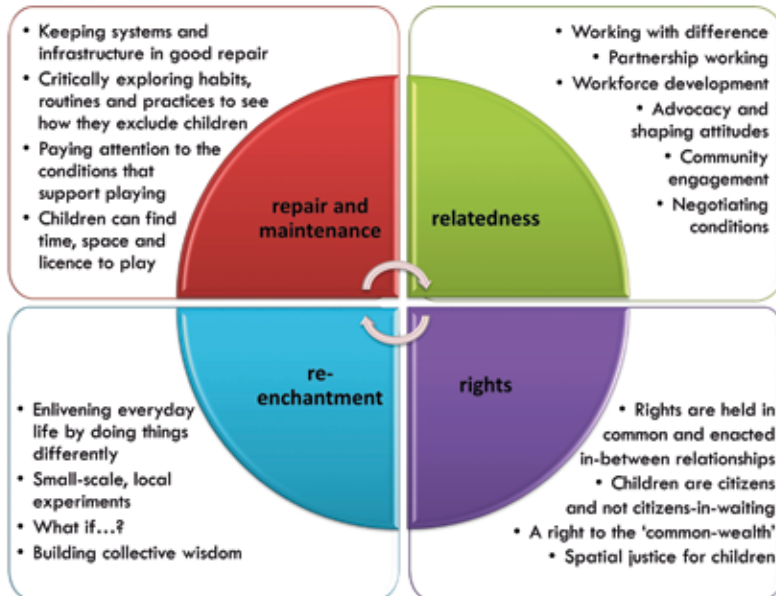 • Keeping systems and
infrastructure in good repair
• Critically exploring habits,
routines and practices to see
how they exclude children
• Paying attention to the
conditions that
support playing
• Children can find
time, space and
licence to play
repair and
maintenance
• Working with difference
• Partnership working
• Workforce development
• Advocacy and
shaping attitudes
• Community
engagement
• Negotiating
conditions
relatedness
• Enlivening everyday
life by doing things
differently
• Small-scale, local
experiments
• What if...?
• Building collective wisdom
re-
enchantment
rights
• Rights are held in
common and enacted
in-between relationships
• Children are citizens
and not citizens-in-waiting
• A right to the ‘common-wealth’
• Spatial justice for children